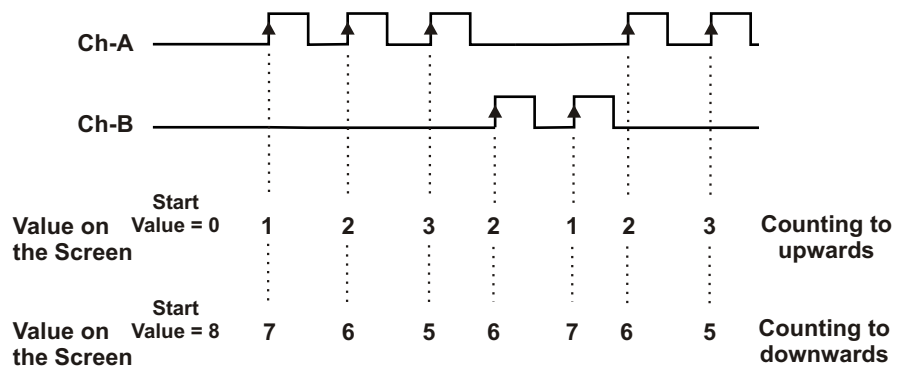 Ch-A
Ch-B
Value on the Screen Start Value = 0 1 2 3 2 1 2 3 Counting to upwards
Value on the Screen Start Value = 8 7 6 5 6 7 6 5 Counting to downwards